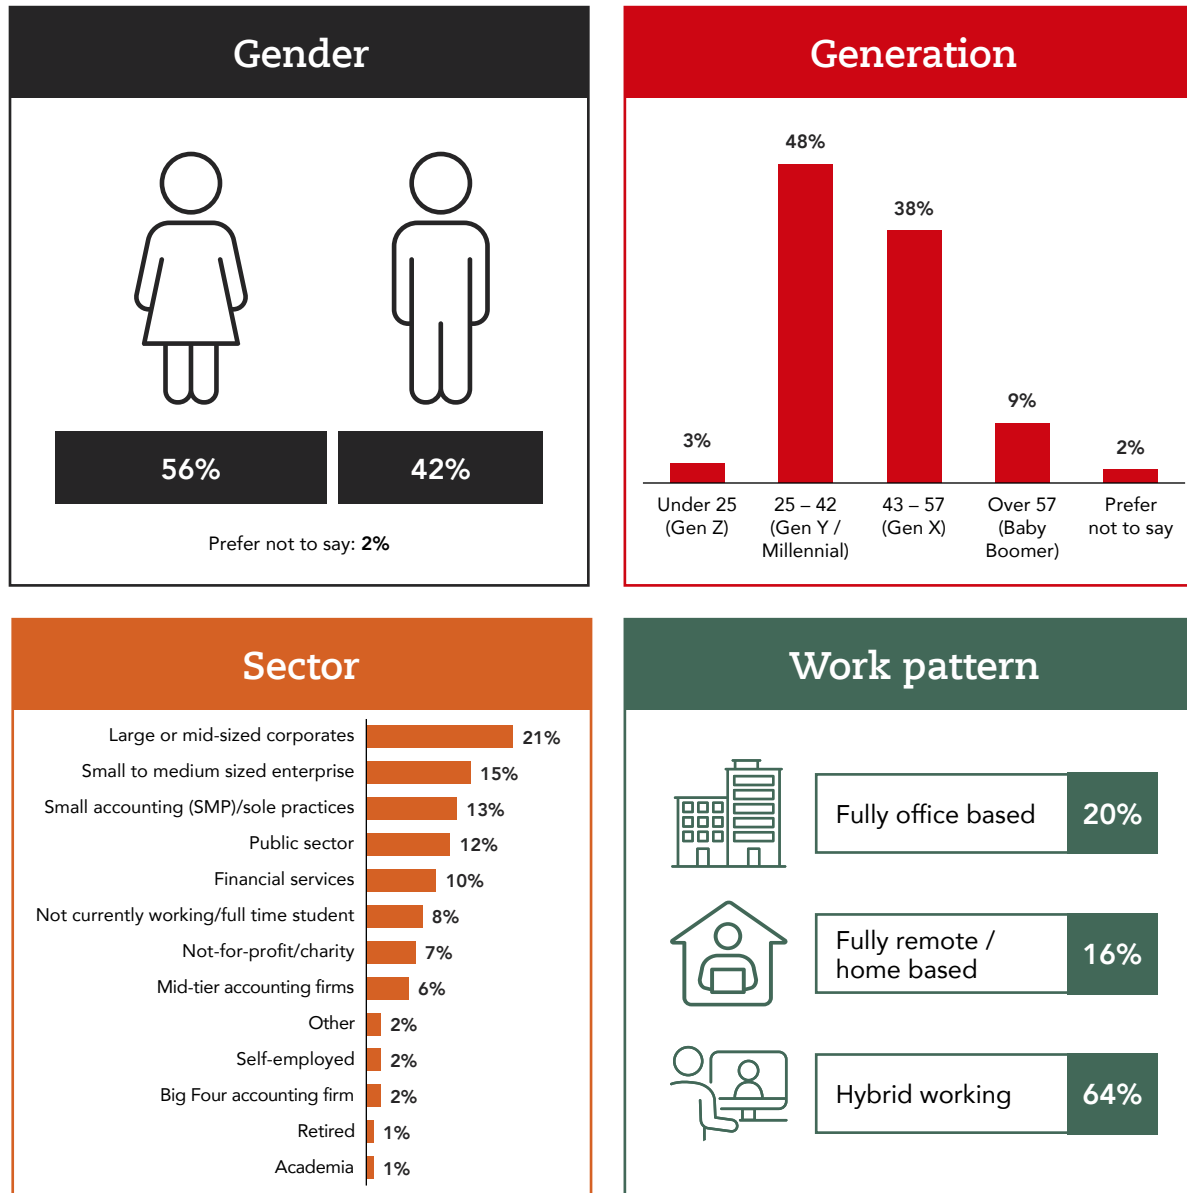 Gender
56%
42%
Prefer not to say: 2%
Generation
48%
38%
9%
3%
2%
Under 25
(Gen Z)
25 – 42
(Gen Y /
Millennial)
43 – 57
(Gen X)
Over 57
(Baby
Boomer)
Prefer
not to say
Sector
Large or mid-sized corporates 21%
Small to medium sized enterprise 15%
Small accounting (SMP)/sole practices 13%
Public sector 12%
Financial services 10%
Not currently working/full time student 8%
Not-for-profit/charity 7%
Mid-tier accounting firms 6%
Other 2%
Self-employed 2%
Big Four accounting firm 2%
Retired 1%
Academia 1%
Work pattern
Fully office based 20%
Fully remote /
home based 16%
Hybrid working 64%